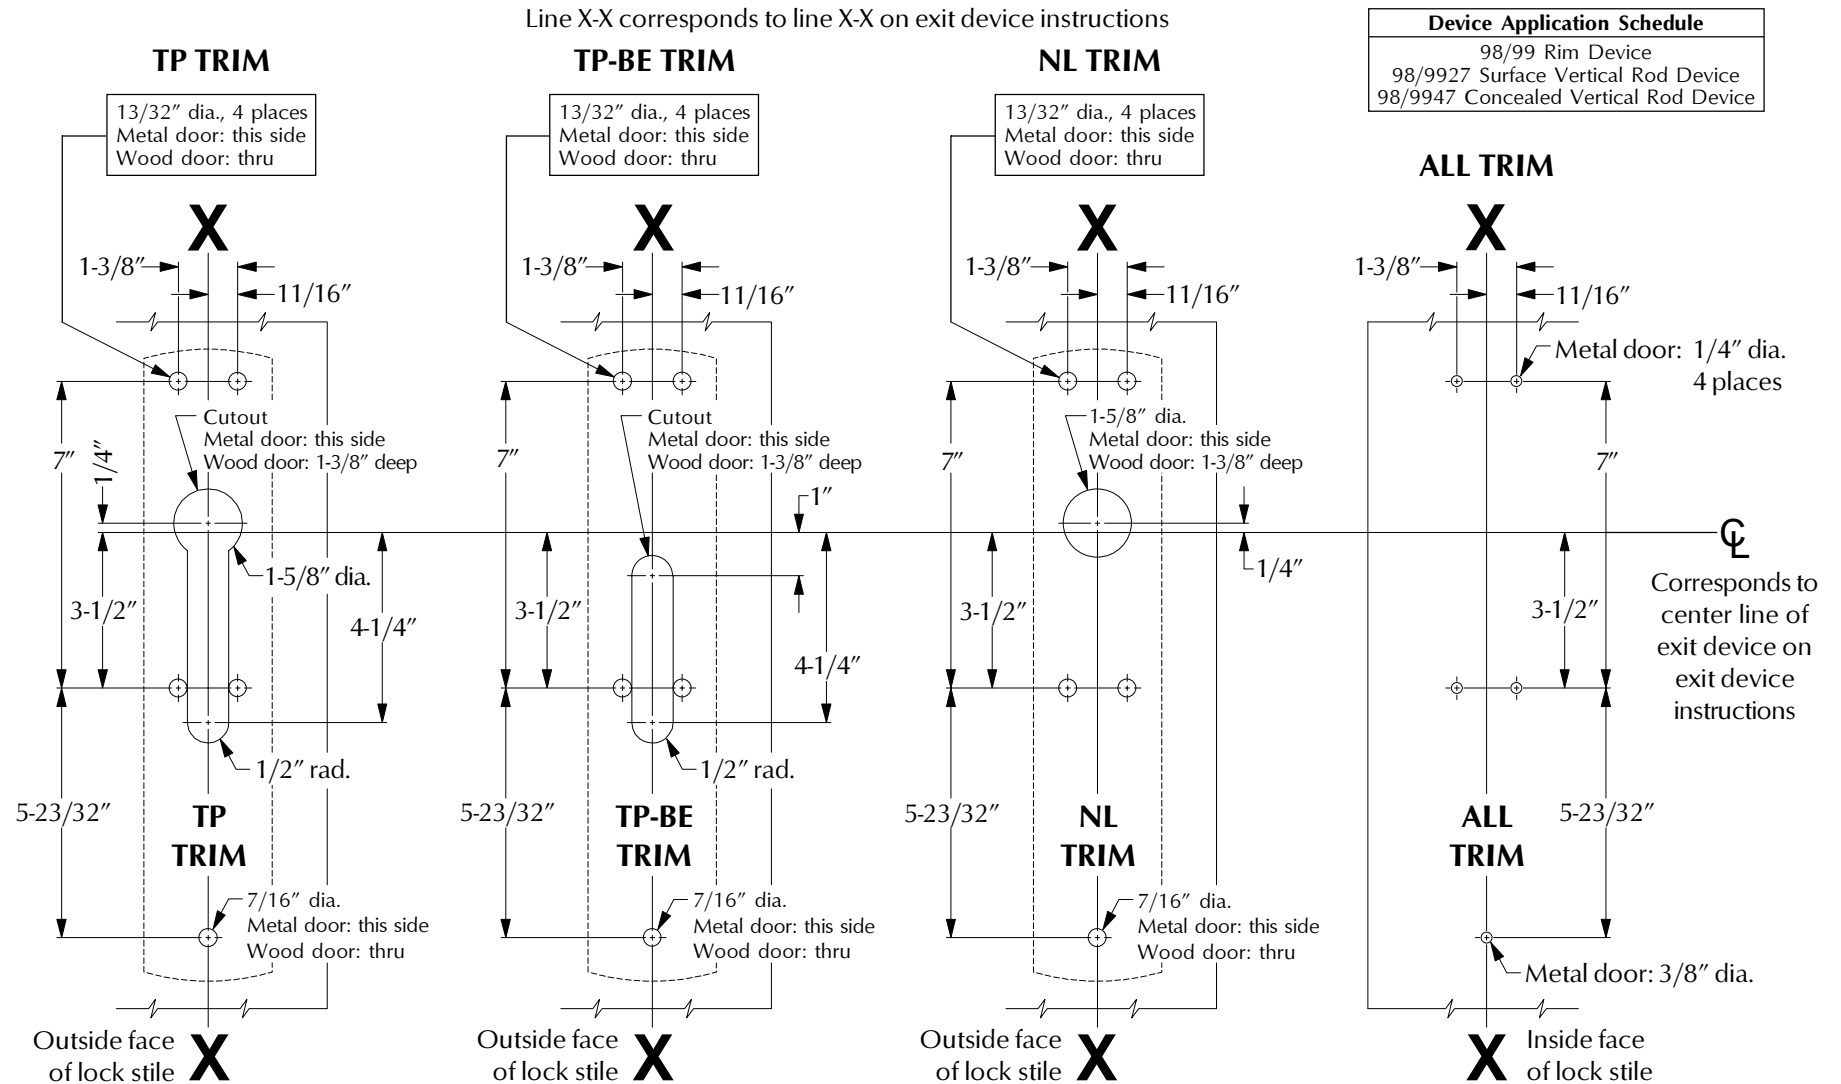 Line X-X corresponds to line X-X on exit device instructions
Device Application Schedule
98/99 Rim Device
98/9927 Surface Vertical Rod Device
98/9947 Concealed Vertical Rod Device
TP TRIM
13/32″ dia., 4 places
Metal door: this side
Wood door: thru
X
1-3/8″
11/16″
Cutout
Metal door: this side
Wood door: 1-3/8″ deep
7″
1/4″
1-5/8″ dia.
3-1/2″
4-1/4″
1/2″ rad.
5-23/32″
TP
TRIM
7/16″ dia.
Metal door: this side
Wood door: thru
Outside face
of lock stile
X
TP-BE TRIM
13/32″ dia., 4 places
Metal door: this side
Wood door: thru
X
1-3/8″
11/16″
Cutout
Metal door: this side
Wood door: 1-3/8″ deep
7″
1″
3-1/2″
4-1/4″
1/2″ rad.
5-23/32″
TP-BE
TRIM
7/16″ dia.
Metal door: this side
Wood door: thru
Outside face
of lock stile
X
NL TRIM
13/32″ dia., 4 places
Metal door: this side
Wood door: thru
X
1-3/8″
11/16″
1-5/8″ dia.
Metal door: this side
Wood door: 1-3/8″ deep
7″
1/4″
3-1/2″
5-23/32″
NL
TRIM
7/16″ dia.
Metal door: this side
Wood door: thru
Outside face
of lock stile
X
ALL TRIM
X
1-3/8″
11/16″
Metal door: 1/4″ dia.
4 places
7″
CL
Corresponds to
center line of
exit device on
exit device
instructions
3-1/2″
5-23/32″
ALL
TRIM
Metal door: 3/8″ dia.
X
Inside face
of lock stile